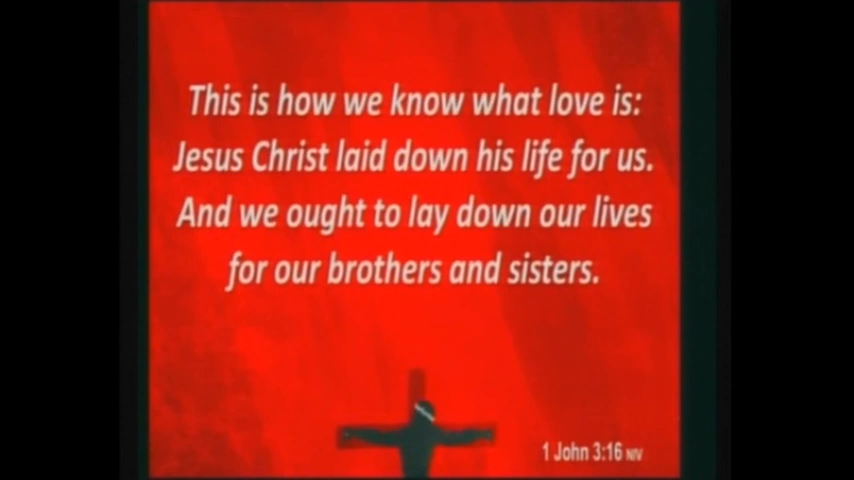 This is how we know what love is:
Jesus Christ laid down his life for us.
And we ought to lay down our lives
for our brothers and sisters.
1 John 3:16 NIV